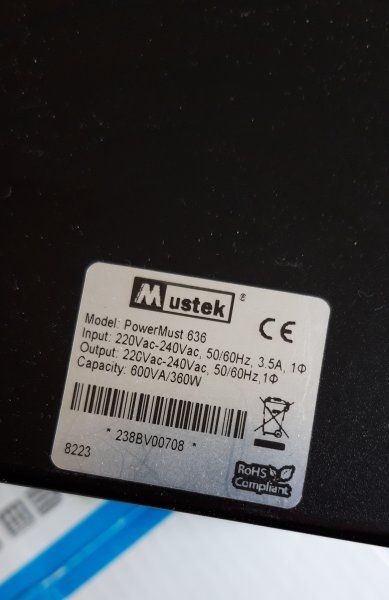 Mustek ®
CE
Model: PowerMust 636
Input: 220Vac-240Vac, 50/60Hz, 3.5A, 1Φ
Output: 220Vac-240Vac, 50/60Hz,1Φ
Capacity: 600VA/360W
* 238BV00708 *
8223
RoHS
Compliant